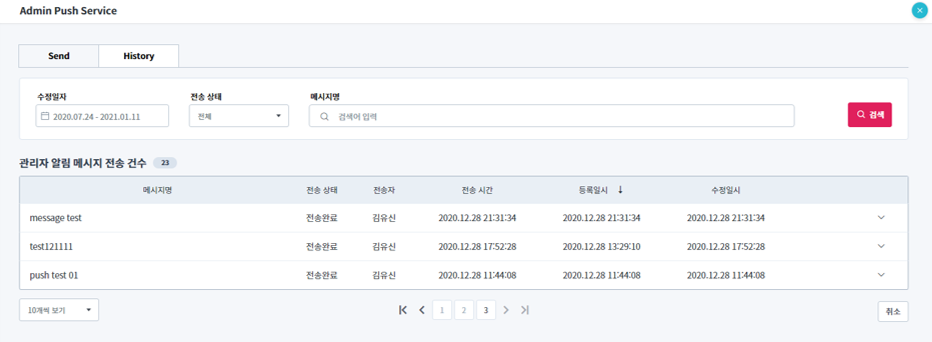 Admin Push Service
Send
History
수정일자 전송 상태 메시지명
2020.07.24 - 2021.01.11 전체 검색어 입력 검색
관리자 알림 메시지 전송 건수 23
메시지명 전송 상태 전송자 전송 시간 등록일시 ↓ 수정일시
message test 전송완료 김유신 2020.12.28 21:31:34 2020.12.28 21:31:34 2020.12.28 21:31:34
test121111 전송완료 김유신 2020.12.28 17:52:28 2020.12.28 13:29:10 2020.12.28 17:52:28
push test 01 전송완료 김유신 2020.12.28 11:44:08 2020.12.28 11:44:08 2020.12.28 11:44:08
10개씩 보기 1 2 3 취소